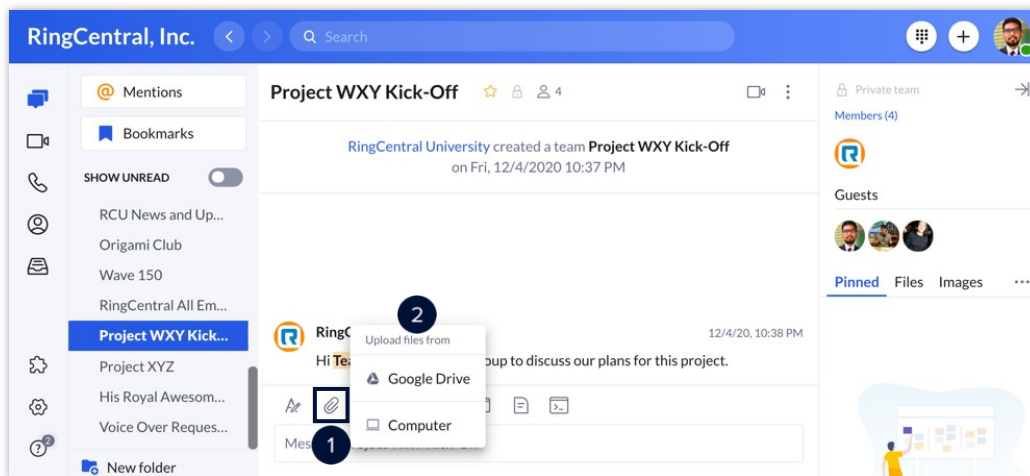 RingCentral, Inc.
Search
Mentions
Bookmarks
SHOW UNREAD
RCU News and Up...
Origami Club
Wave 150
RingCentral All Em...
Project WXY Kick...
Project XYZ
His Royal Awesom...
Voice Over Reques...
New folder
2
Project WXY Kick-Off
4
RingCentral University created a team Project WXY Kick-Off
on Fri, 12/4/2020 10:37 PM
12/4/20, 10:38 PM
Hi
to discuss our plans for this project.
2
Upload files from
Google Drive
Computer
1
Private team
Members (4)
Guests
Pinned Files Images